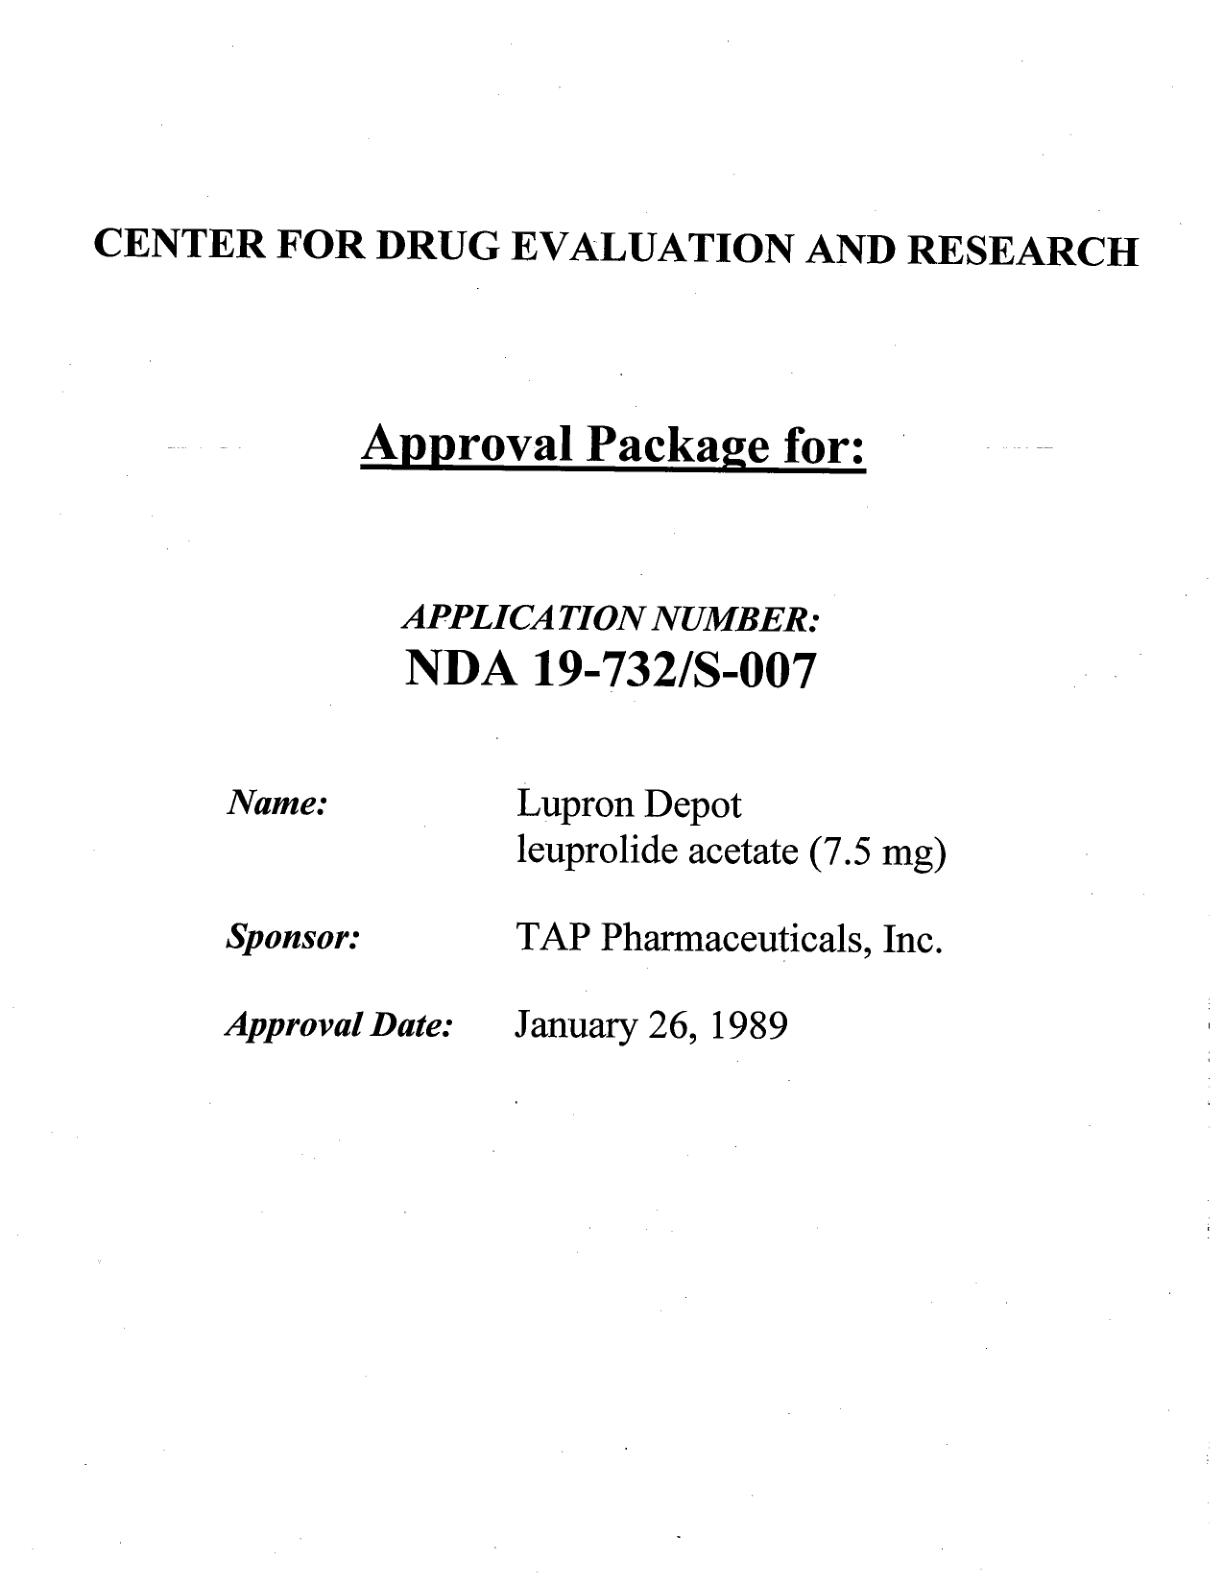 CENTER FOR DRUG EVALUATION AND RESEARCH
Approval Package for:
APPLICATION NUMBER:
NDA 19-732/S-007
Name: Lupron Depot
leuprolide acetate (7.5 mg)
Sponsor: TAP Pharmaceuticals, Inc.
Approval Date: January 26, 1989